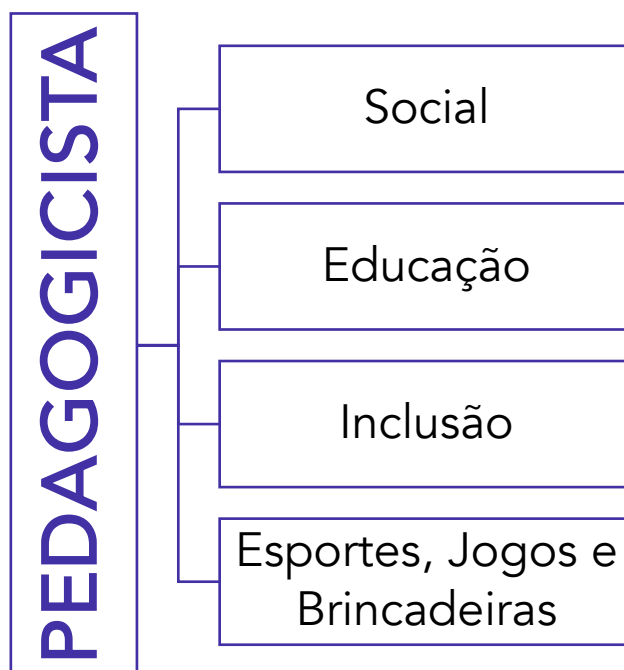 PEDAGOGICISTA
Social
Educação
Inclusão
Esportes, Jogos e
Brincadeiras